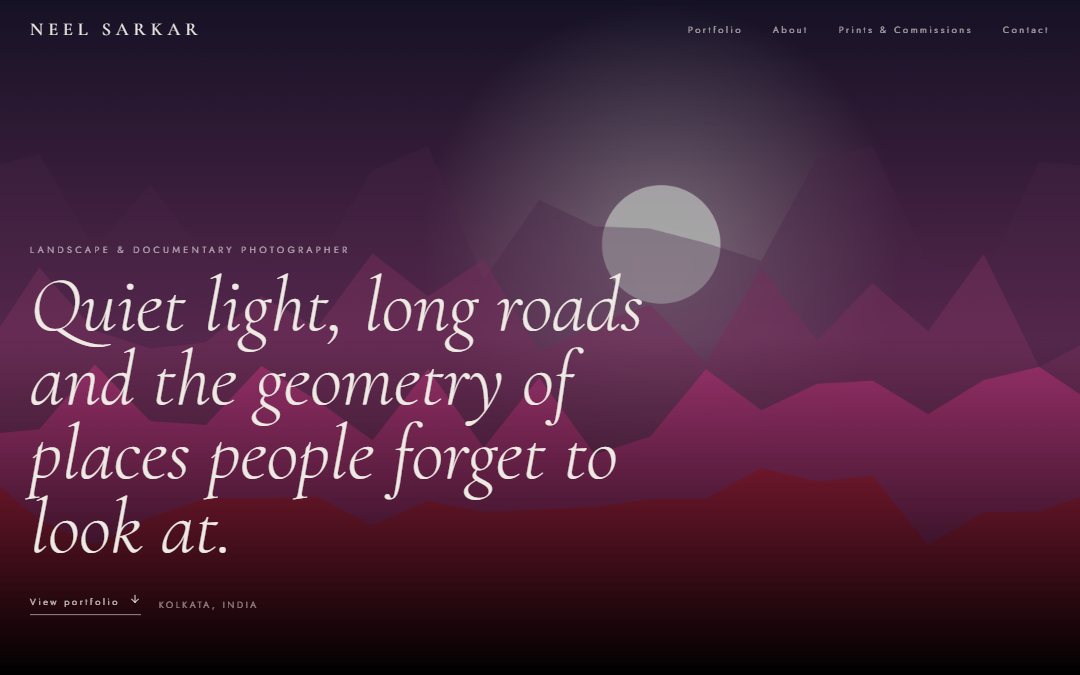 NEEL SARKAR
Portfolio
About
Prints & Commissions
Contact
LANDSCAPE & DOCUMENTARY PHOTOGRAPHER
Quiet light, long roads
and the geometry of
places people forget to
look at.
View portfolio ↓
KOLKATA, INDIA